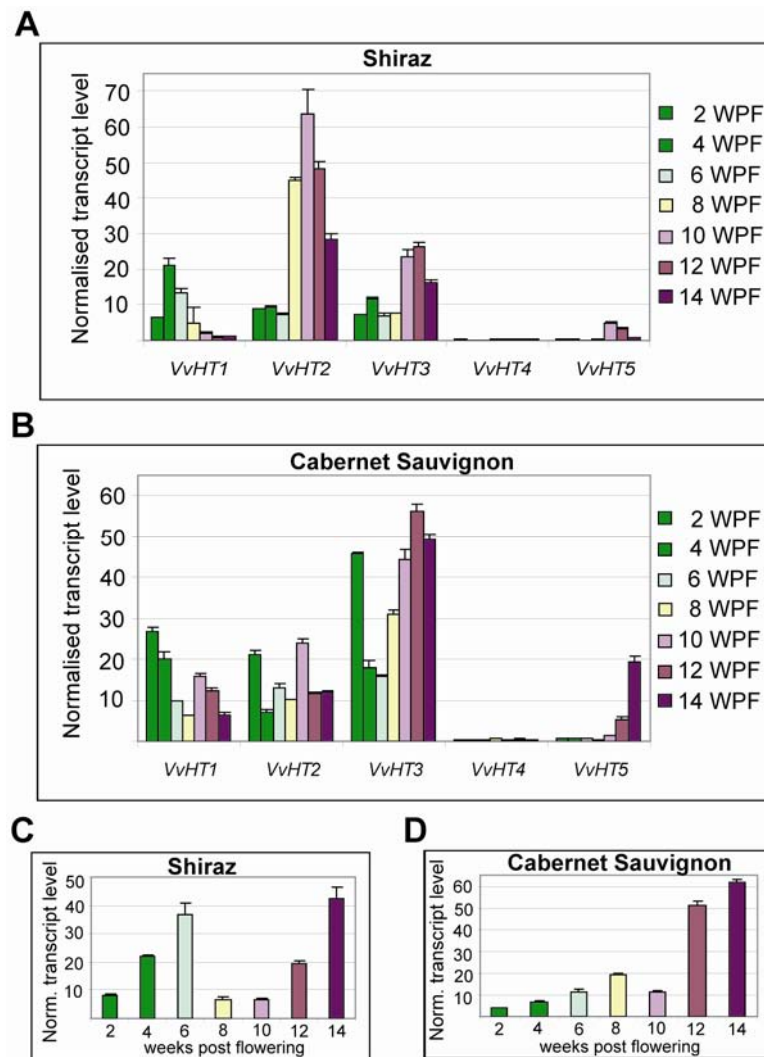 A
Shiraz
Normalised transcript level
70
60
50
40
30
20
10
VvHT1 VvHT2 VvHT3 VvHT4 VvHT5
2 WPF
4 WPF
6 WPF
8 WPF
10 WPF
12 WPF
14 WPF
B
Cabernet Sauvignon
Normalised transcript level
60
50
40
30
20
10
VvHT1 VvHT2 VvHT3 VvHT4 VvHT5
2 WPF
4 WPF
6 WPF
8 WPF
10 WPF
12 WPF
14 WPF
C
Shiraz
Norm. transcript level
50
40
30
20
10
2 4 6 8 10 12 14
weeks post flowering
D
Cabernet Sauvignon
Norm. transcript level
60
50
40
30
20
10
2 4 6 8 10 12 14
weeks post flowering